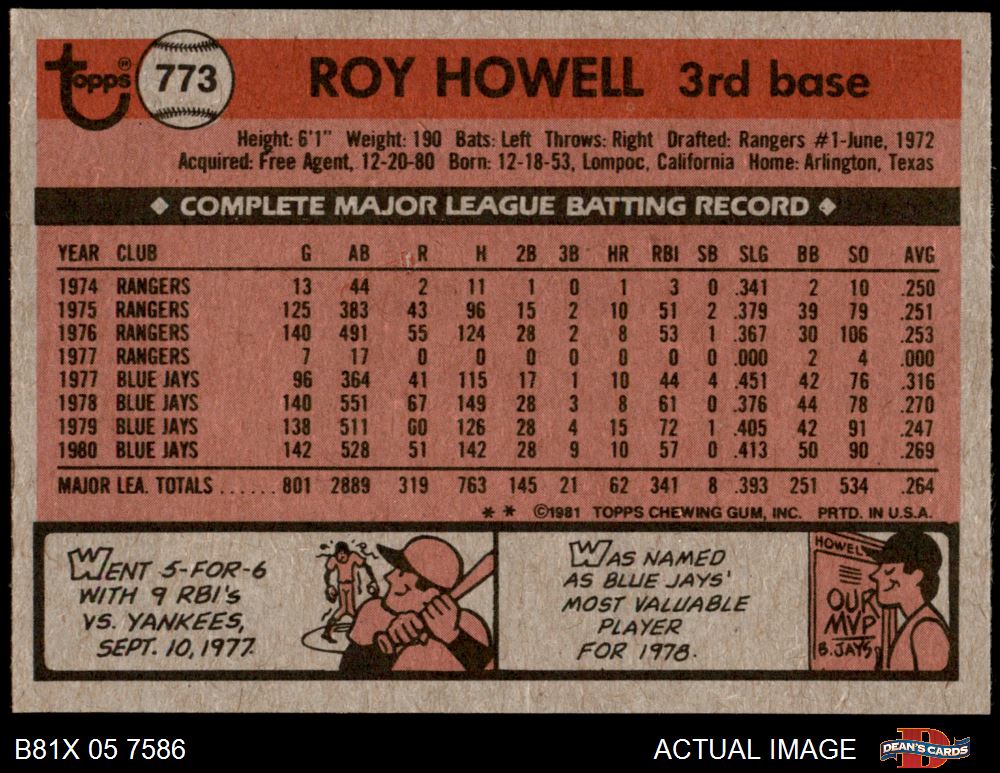 Topps ® 773 ROY HOWELL 3rd base
Height: 6'1" Weight: 190 Bats: Left Throws: Right Drafted: Rangers #1-June, 1972
Acquired: Free Agent, 12-20-80 Born: 12-18-53, Lompoc, California Home: Arlington, Texas
◆ COMPLETE MAJOR LEAGUE BATTING RECORD ◆
YEAR CLUB G AB R H 2B 3B HR RBI SB SLG BB SO AVG
1974 RANGERS 13 44 2 11 1 0 1 3 0 .341 2 10 .250
1975 RANGERS 125 383 43 96 15 2 10 51 2 .379 39 79 .251
1976 RANGERS 140 491 55 124 28 2 8 53 1 .367 30 106 .253
1977 RANGERS 7 17 0 0 0 0 0 0 0 .000 2 4 .000
1977 BLUE JAYS 96 364 41 115 17 1 10 44 4 .451 42 76 .316
1978 BLUE JAYS 140 551 67 149 28 3 8 61 0 .376 44 78 .270
1979 BLUE JAYS 138 511 60 126 28 4 15 72 1 .405 42 91 .247
1980 BLUE JAYS 142 528 51 142 28 9 10 57 0 .413 50 90 .269
MAJOR LEA. TOTALS ...... 801 2889 319 763 145 21 62 341 8 .393 251 534 .264
* * ©1981 TOPPS CHEWING GUM, INC. PRTD. IN U.S.A.
WENT 5-FOR-6
WITH 9 RBI'S
VS. YANKEES,
SEPT. 10, 1977.
WAS NAMED
AS BLUE JAYS'
MOST VALUABLE
PLAYER
FOR 1978.
HOWELL
OUR
MVP
B. JAYS
B81X 05 7586 ACTUAL IMAGE DEAN'S CARDS